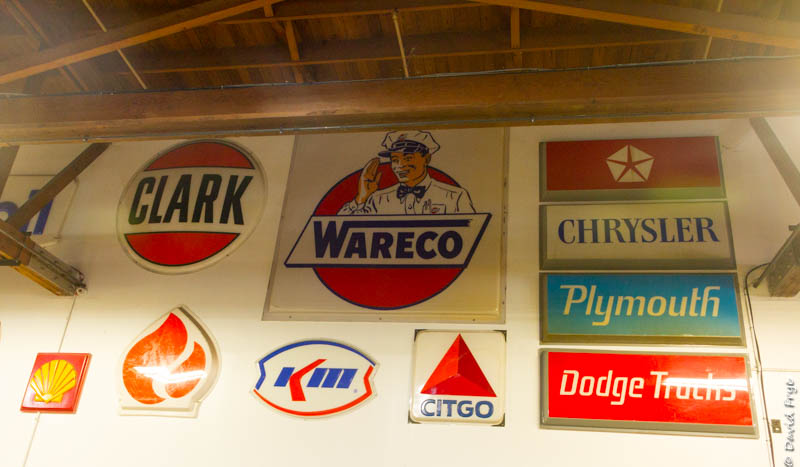 CLARK
WARECO
CHRYSLER
Plymouth
Dodge Trucks
KM
CITGO
© David Frye